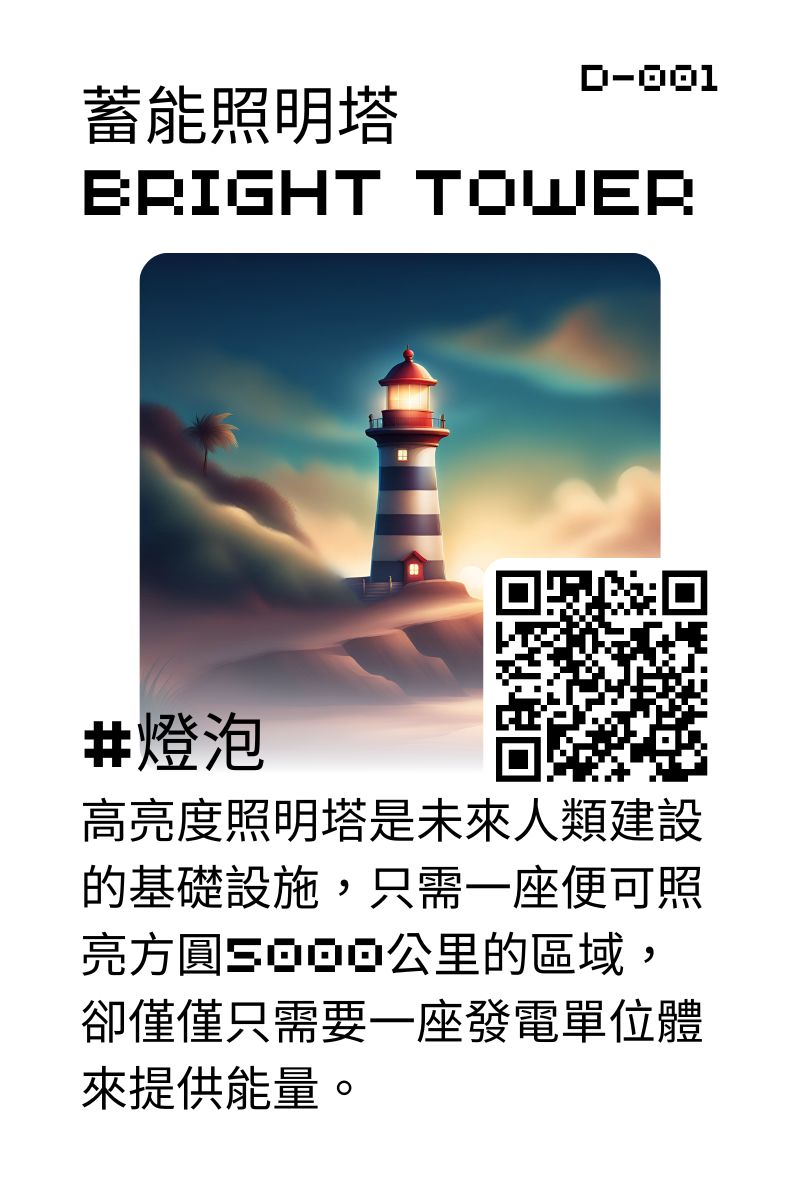 D-001
蓄能照明塔
BRIGHT TOWER
#燈泡
高亮度照明塔是未來人類建設
的基礎設施，只需一座便可照
亮方圓5000公里的區域，
卻僅僅只需要一座發電單位體
來提供能量。